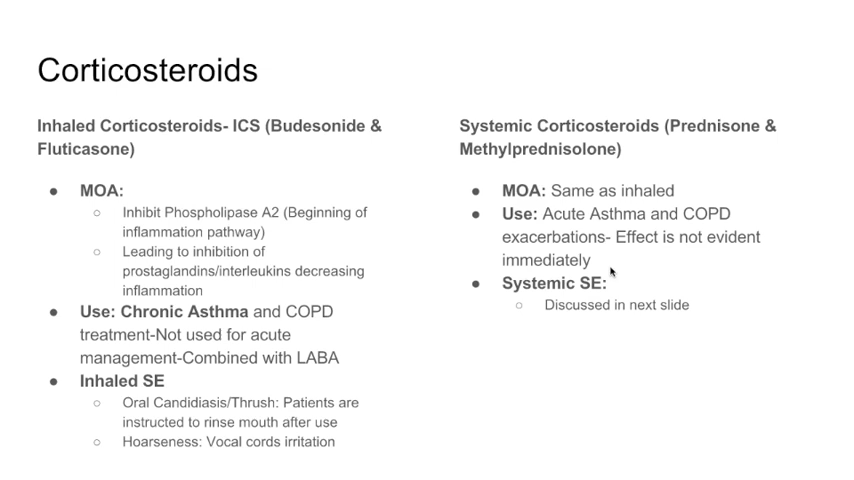 Corticosteroids
Inhaled Corticosteroids- ICS (Budesonide &
Fluticasone)
● MOA:
○ Inhibit Phospholipase A2 (Beginning of
inflammation pathway)
○ Leading to inhibition of
prostaglandins/interleukins decreasing
inflammation
● Use: Chronic Asthma and COPD
treatment-Not used for acute
management-Combined with LABA
● Inhaled SE
○ Oral Candidiasis/Thrush: Patients are
instructed to rinse mouth after use
○ Hoarseness: Vocal cords irritation
Systemic Corticosteroids (Prednisone &
Methylprednisolone)
● MOA: Same as inhaled
● Use: Acute Asthma and COPD
exacerbations- Effect is not evident
immediately
● Systemic SE:
○ Discussed in next slide